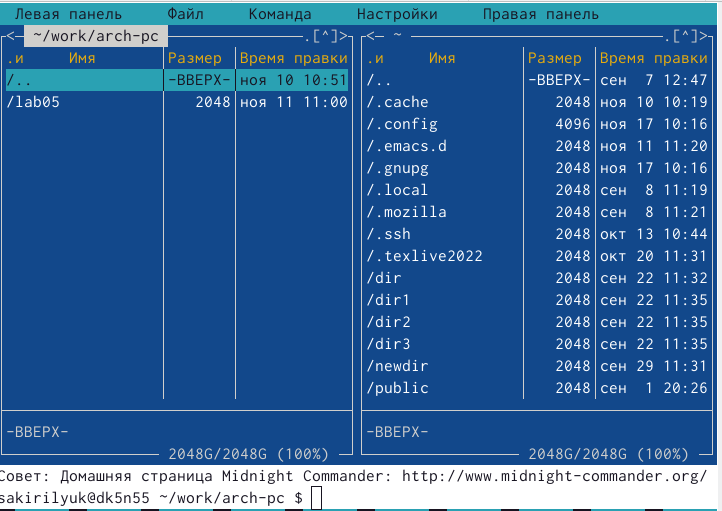 Левая панель Файл Команда Настройки Правая панель
<— ~/work/arch-pc .[^]>
.и Имя Размер Время правки
/.. -ВВЕРХ- ноя 10 10:51
/lab05 2048 ноя 11 11:00
-ВВЕРХ-
2048G/2048G (100%)
<— ~ .[^]>
.и Имя Размер Время правки
/.. -ВВЕРХ- сен 7 12:47
/.cache 2048 ноя 10 10:19
/.config 4096 ноя 17 10:16
/.emacs.d 2048 ноя 11 11:20
/.gnupg 2048 ноя 17 10:16
/.local 2048 сен 8 11:19
/.mozilla 2048 сен 8 11:21
/.ssh 2048 окт 13 10:44
/.texlive2022 2048 окт 20 11:31
/dir 2048 сен 22 11:32
/dir1 2048 сен 22 11:35
/dir2 2048 сен 22 11:35
/dir3 2048 сен 22 11:35
/newdir 2048 сен 29 11:31
/public 2048 сен 1 20:26
-ВВЕРХ-
2048G/2048G (100%)
Совет: Домашняя страница Midnight Commander: http://www.midnight-commander.org/
sakirilyuk@dk5n55 ~/work/arch-pc $